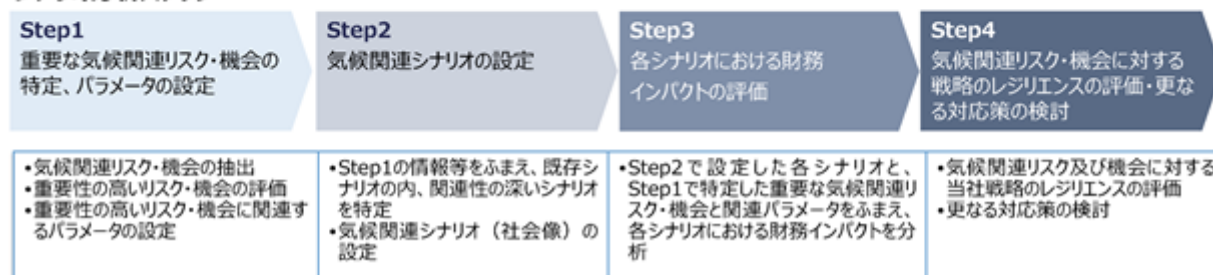 Step1
重要な気候関連リスク・機会の
特定、パラメータの設定
Step2
気候関連シナリオの設定
Step3
各シナリオにおける財務
インパクトの評価
Step4
気候関連リスク・機会に対する
戦略のレジリエンスの評価・更な
る対応策の検討
•気候関連リスク・機会の抽出
•重要性の高いリスク・機会の評価
•重要性の高いリスク・機会に関連す
るパラメータの設定
•Step1の情報等をふまえ、既存シ
ナリオの内、関連性の深いシナリオ
を特定
•気候関連シナリオ（社会像）の
設定
•Step2で設定した各シナリオと、
Step1で特定した重要な気候関連リ
スク・機会と関連パラメータをふまえ、
各シナリオにおける財務インパクトを分
析
•気候関連リスク及び機会に対する
当社戦略のレジリエンスの評価
•更なる対応策の検討